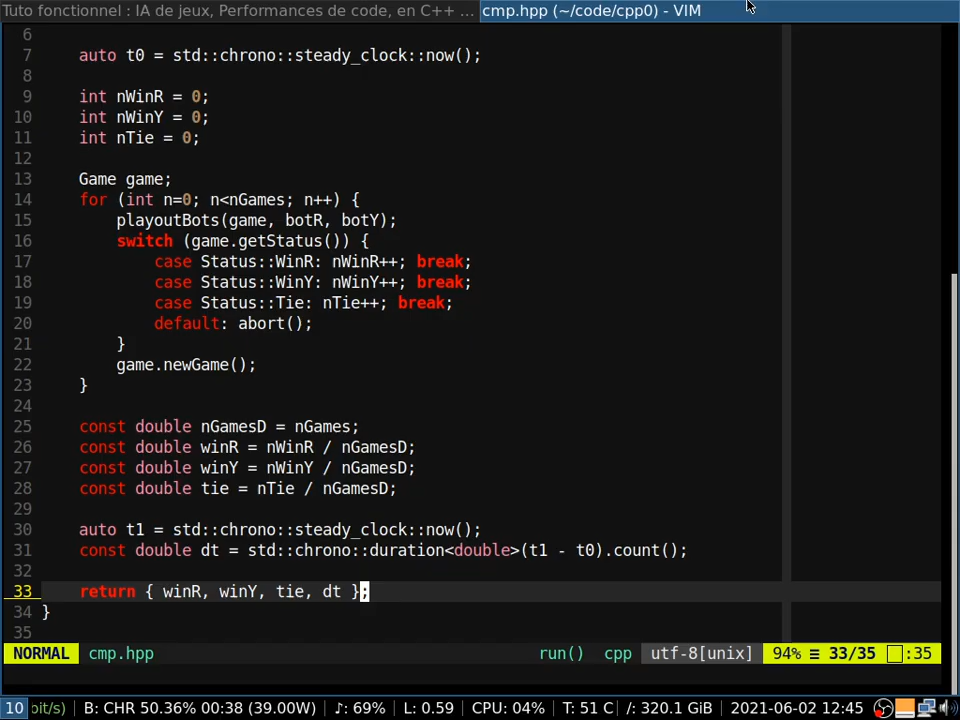 Tuto fonctionnel : IA de jeux, Performances de code, en C++ ...
cmp.hpp (~/code/cpp0) - VIM
6
7 auto t0 = std::chrono::steady_clock::now();
8
9 int nWinR = 0;
10 int nWinY = 0;
11 int nTie = 0;
12
13 Game game;
14 for (int n=0; n<nGames; n++) {
15 playoutBots(game, botR, botY);
16 switch (game.getStatus()) {
17 case Status::WinR: nWinR++; break;
18 case Status::WinY: nWinY++; break;
19 case Status::Tie: nTie++; break;
20 default: abort();
21 }
22 game.newGame();
23 }
24
25 const double nGamesD = nGames;
26 const double winR = nWinR / nGamesD;
27 const double winY = nWinY / nGamesD;
28 const double tie = nTie / nGamesD;
29
30 auto t1 = std::chrono::steady_clock::now();
31 const double dt = std::chrono::duration<double>(t1 - t0).count();
32
33 return { winR, winY, tie, dt };
34 }
35
NORMAL cmp.hpp run() cpp utf-8[unix] 94% ≡ 33/35 :35
10 bit/s) | B: CHR 50.36% 00:38 (39.00W) | ♪: 69% | L: 0.59 | CPU: 04% | T: 51 C | /: 320.1 GiB | 2021-06-02 12:45